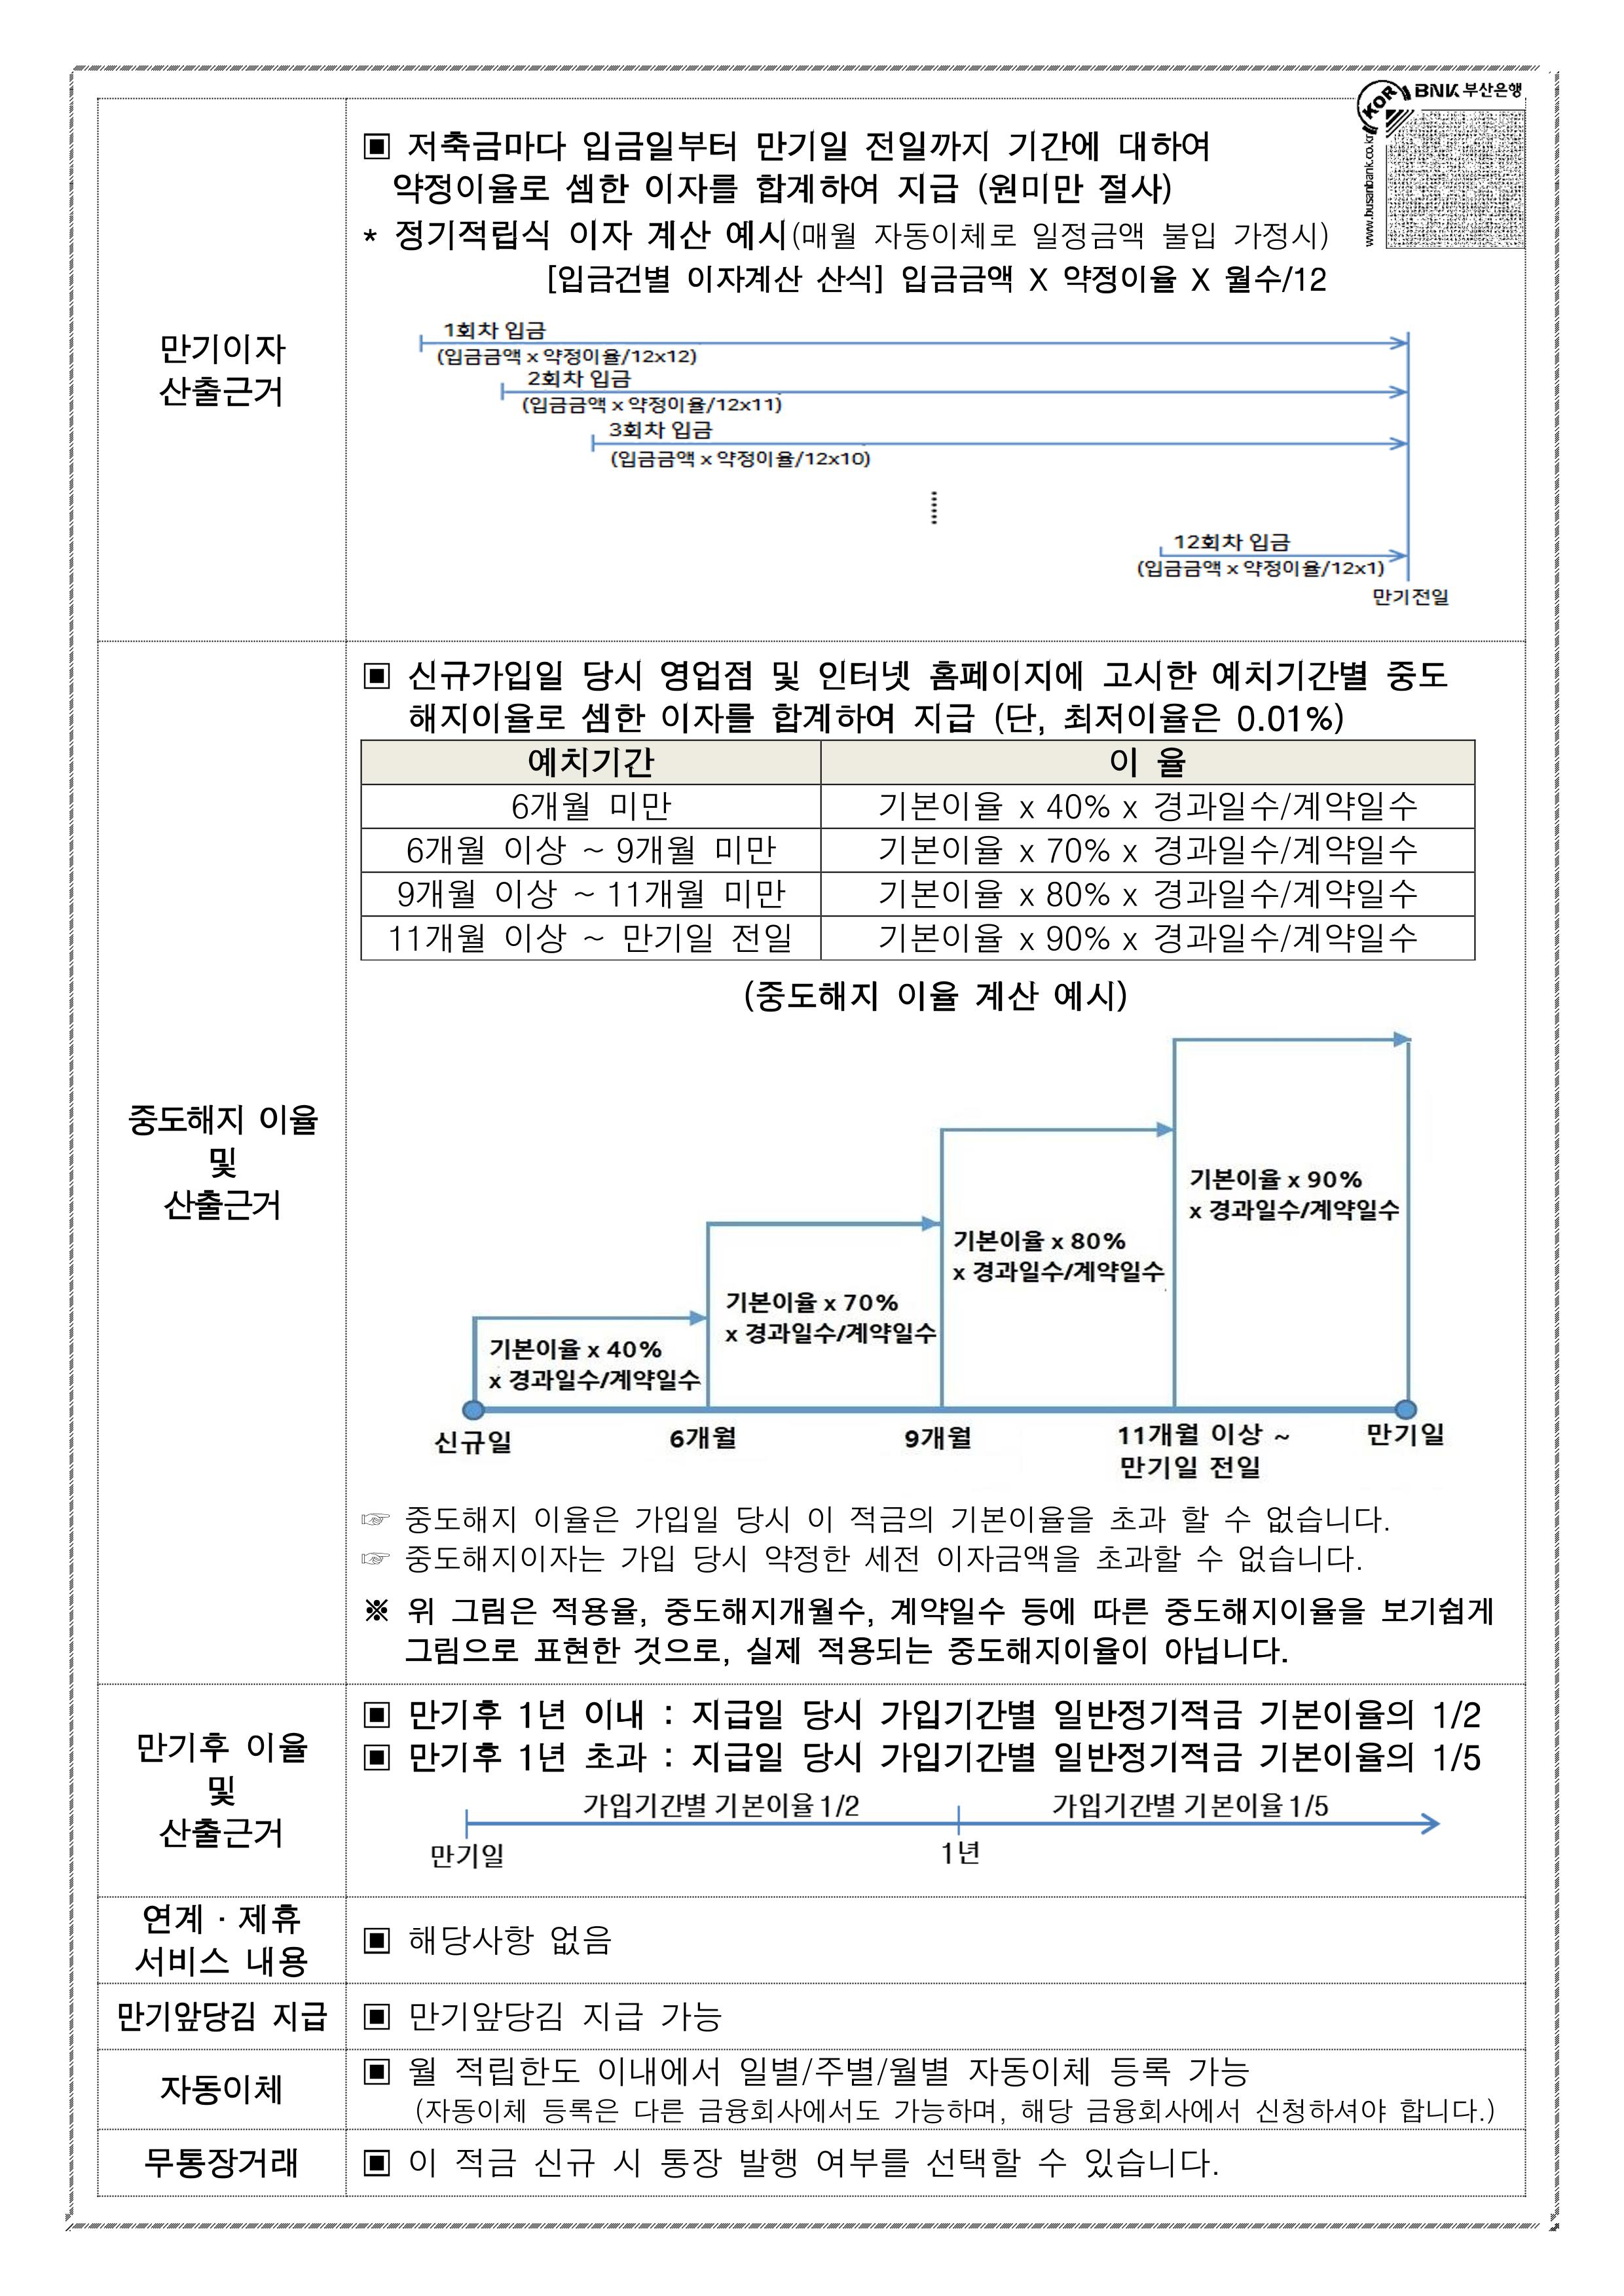 KOR
BNK 부산은행
www.busanbank.co.kr
만기이자
산출근거
▣ 저축금마다 입금일부터 만기일 전일까지 기간에 대하여
약정이율로 셈한 이자를 합계하여 지급 (원미만 절사)
* 정기적립식 이자 계산 예시(매월 자동이체로 일정금액 불입 가정시)
[입금건별 이자계산 산식] 입금금액 X 약정이율 X 월수/12
1회차 입금
(입금금액 x 약정이율/12x12)
2회차 입금
(입금금액 x 약정이율/12x11)
3회차 입금
(입금금액 x 약정이율/12x10)
12회차 입금
(입금금액 x 약정이율/12x1)
만기전일
중도해지 이율
및
산출근거
▣ 신규가입일 당시 영업점 및 인터넷 홈페이지에 고시한 예치기간별 중도
해지이율로 셈한 이자를 합계하여 지급 (단, 최저이율은 0.01%)
예치기간 이 율
6개월 미만 기본이율 x 40% x 경과일수/계약일수
6개월 이상 ~ 9개월 미만 기본이율 x 70% x 경과일수/계약일수
9개월 이상 ~ 11개월 미만 기본이율 x 80% x 경과일수/계약일수
11개월 이상 ~ 만기일 전일 기본이율 x 90% x 경과일수/계약일수
(중도해지 이율 계산 예시)
기본이율 x 40%
x 경과일수/계약일수
기본이율 x 70%
x 경과일수/계약일수
기본이율 x 80%
x 경과일수/계약일수
기본이율 x 90%
x 경과일수/계약일수
신규일
6개월
9개월
11개월 이상 ~
만기일 전일
만기일
☞ 중도해지 이율은 가입일 당시 이 적금의 기본이율을 초과 할 수 없습니다.
☞ 중도해지이자는 가입 당시 약정한 세전 이자금액을 초과할 수 없습니다.
※ 위 그림은 적용율, 중도해지개월수, 계약일수 등에 따른 중도해지이율을 보기쉽게
그림으로 표현한 것으로, 실제 적용되는 중도해지이율이 아닙니다.
만기후 이율
및
산출근거
▣ 만기후 1년 이내 : 지급일 당시 가입기간별 일반정기적금 기본이율의 1/2
▣ 만기후 1년 초과 : 지급일 당시 가입기간별 일반정기적금 기본이율의 1/5
가입기간별 기본이율 1/2
가입기간별 기본이율 1/5
만기일
1년
연계·제휴
서비스 내용
▣ 해당사항 없음
만기앞당김 지급
▣ 만기앞당김 지급 가능
자동이체
▣ 월 적립한도 이내에서 일별/주별/월별 자동이체 등록 가능
(자동이체 등록은 다른 금융회사에서도 가능하며, 해당 금융회사에서 신청하셔야 합니다.)
무통장거래
▣ 이 적금 신규 시 통장 발행 여부를 선택할 수 있습니다.